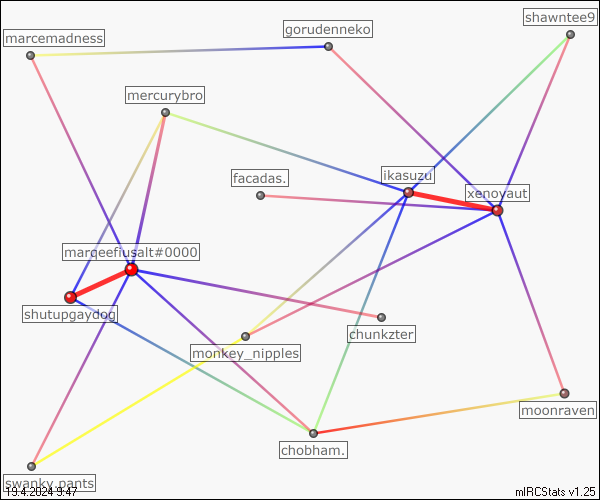 shawntee9
gorudenneko
marcemadness
mercurybro
ikasuzu
facadas.
xenoyaut
marqeefiusalt#0000
shutupgaydog
chunkzter
monkey_nipples
moonraven
chobham.
swanky.pants
19.4.2024 9:47
mIRCStats v1.25